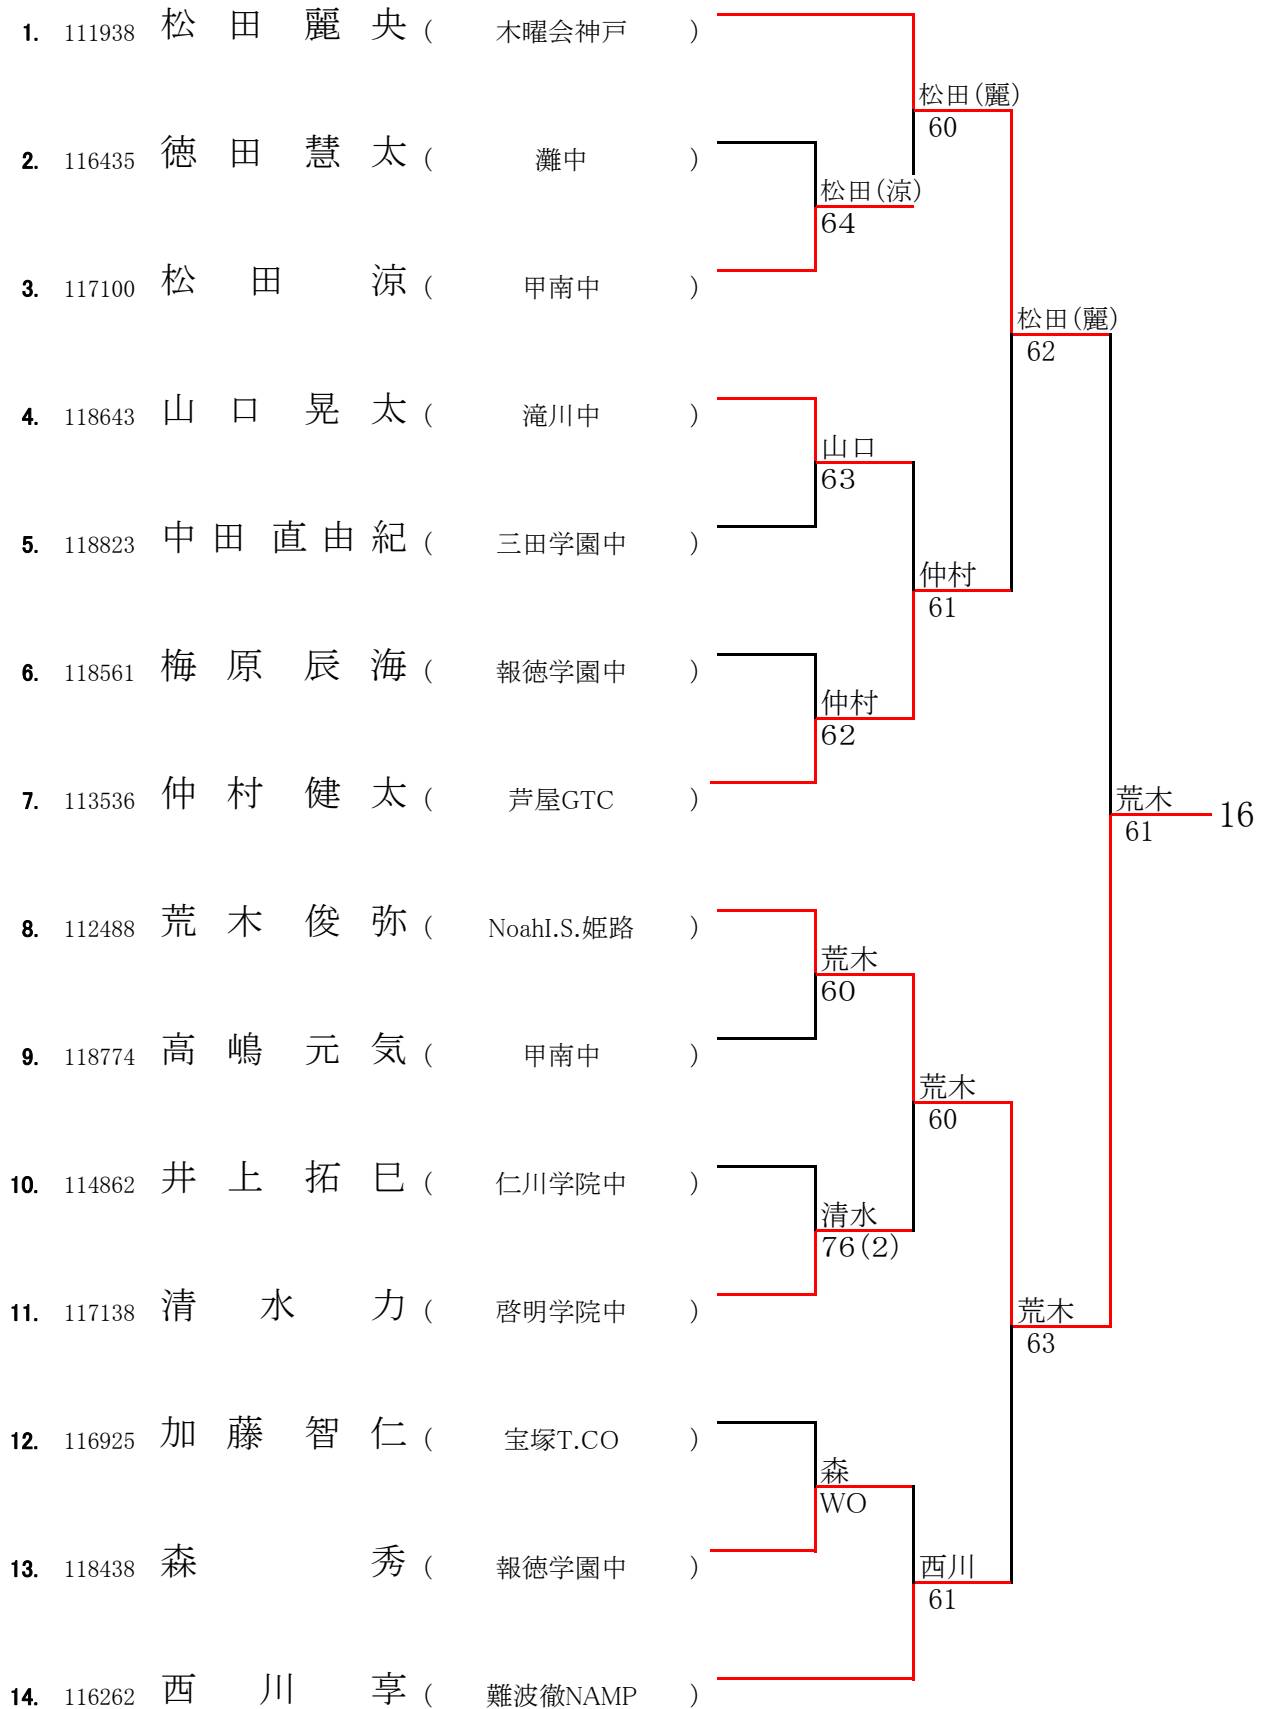 1. 111938 松田麗央 ( 木曜会神戸 )
松田(麗)
60
2. 116435 徳田慧太 ( 灘中 )
松田(涼)
64
3. 117100 松田涼 ( 甲南中 )
松田(麗)
62
4. 118643 山口晃太 ( 滝川中 )
山口
63
5. 118823 中田直由紀 ( 三田学園中 )
仲村
61
6. 118561 梅原辰海 ( 報徳学園中 )
仲村
62
7. 113536 仲村健太 ( 芦屋GTC )
荒木
16
61
8. 112488 荒木俊弥 ( NoahI.S.姫路 )
荒木
60
9. 118774 高嶋元気 ( 甲南中 )
荒木
60
10. 114862 井上拓巳 ( 仁川学院中 )
清水
76(2)
11. 117138 清水力 ( 啓明学院中 )
荒木
63
12. 116925 加藤智仁 ( 宝塚T.CO )
森
WO
13. 118438 森秀 ( 報徳学園中 )
西川
61
14. 116262 西川享 ( 難波徹NAMP )